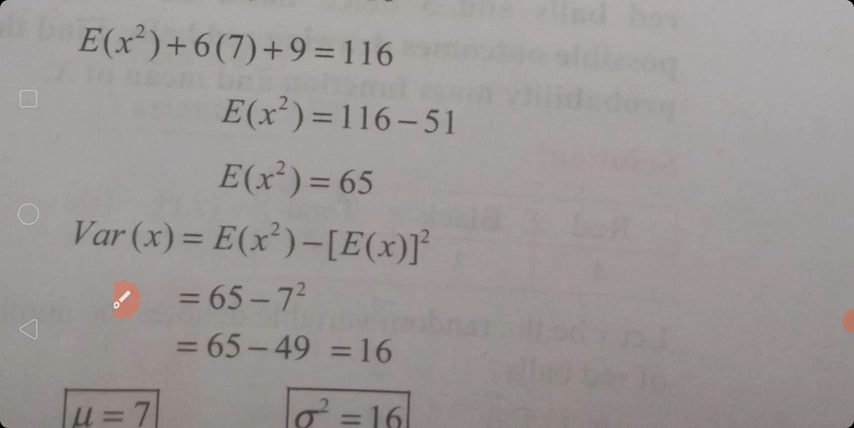 E(x²)+6(7)+9=116
E(x²)=116−51
E(x²)=65
Var(x)=E(x²)−[E(x)]²
=65−7²
=65−49 =16
μ=7 σ²=16